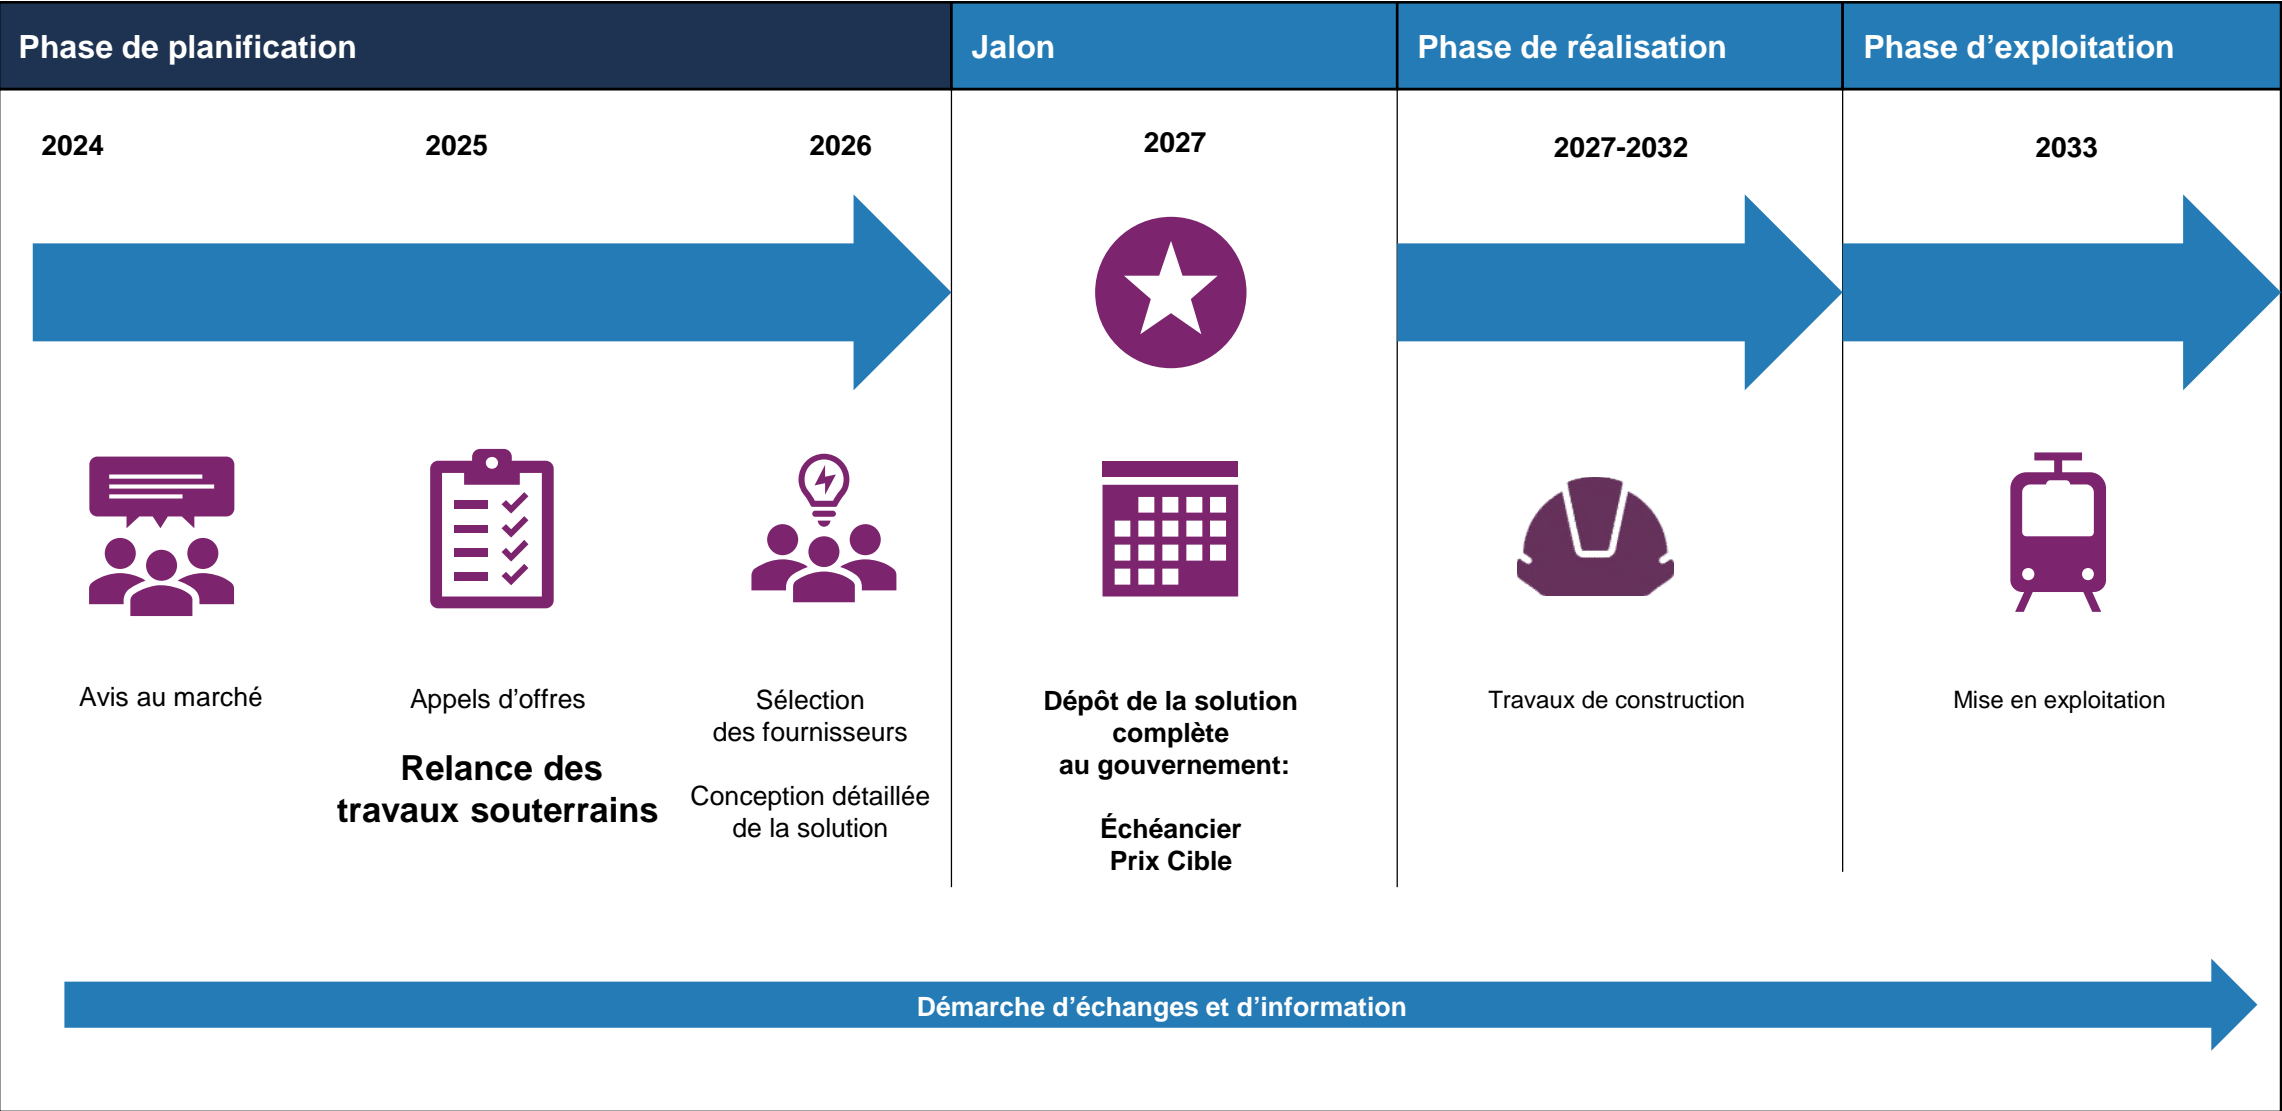 Phase de planification
Jalon
Phase de réalisation
Phase d’exploitation
2024
2025
2026
2027
2027-2032
2033
Avis au marché
Appels d’offres
Relance des
travaux souterrains
Sélection
des fournisseurs
Conception détaillée
de la solution
Dépôt de la solution
complète
au gouvernement:
Échéancier
Prix Cible
Travaux de construction
Mise en exploitation
Démarche d’échanges et d’information